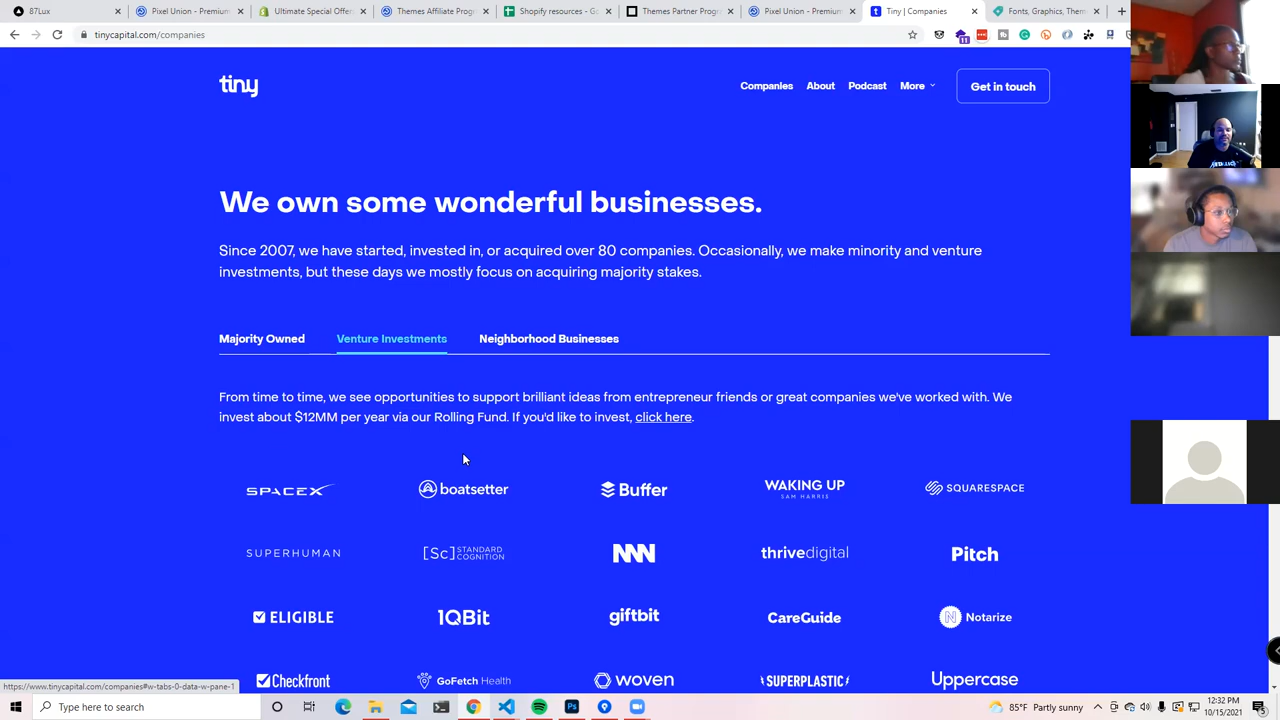 87Lux
Pixel Union - Premium
Ultimate Special Offer
Themes Affiliate Prog
Shopify resources - Go
Themes Partner Progra
Pixel Union - Premium
Tiny | Companies
Fonts, Graphics, Them
tinycapital.com/companies
11
tiny
Companies
About
Podcast
More
Get in touch
We own some wonderful businesses.
Since 2007, we have started, invested in, or acquired over 80 companies. Occasionally, we make minority and venture
investments, but these days we mostly focus on acquiring majority stakes.
Majority Owned
Venture Investments
Neighborhood Businesses
From time to time, we see opportunities to support brilliant ideas from entrepreneur friends or great companies we've worked with. We
invest about $12MM per year via our Rolling Fund. If you'd like to invest, click here.
SPACEX
boatsetter
Buffer
WAKING UP
SAM HARRIS
SQUARESPACE
SUPERHUMAN
[Sc] STANDARD
COGNITION
NNN
thrivedigital
Pitch
ELIGIBLE
1QBit
giftbit
CareGuide
N Notarize
Checkfront
GoFetch Health
woven
SUPERPLASTIC
Uppercase
https://www.tinycapital.com/companies#w-tabs-0-data-w-pane-1
Type here to search
85°F Partly sunny
12:32 PM
10/15/2021
5